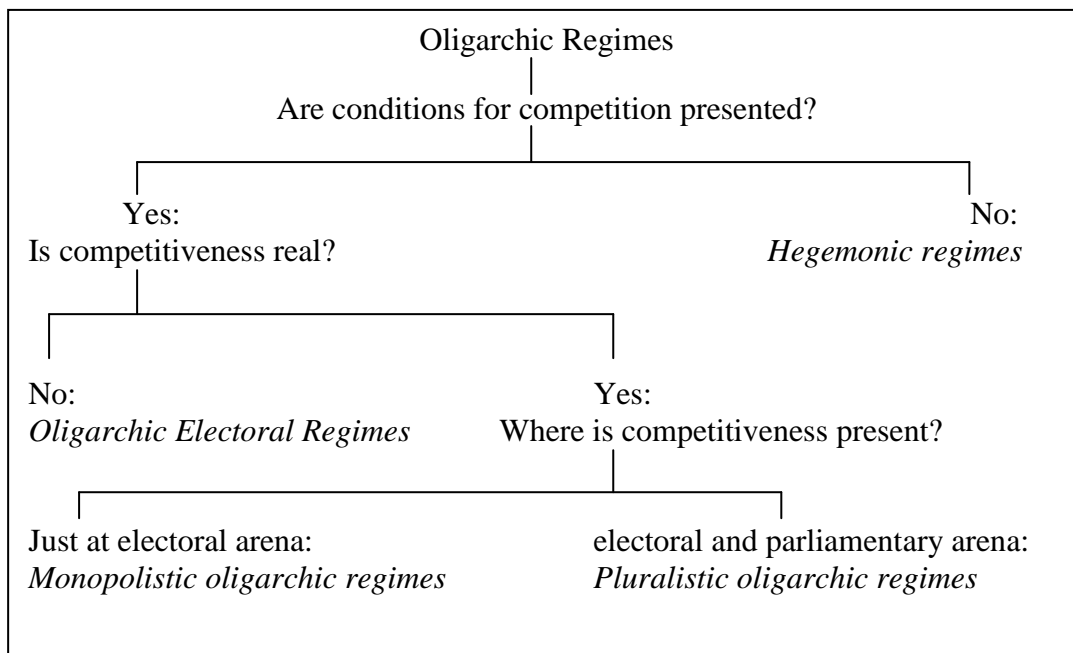 Oligarchic Regimes
Are conditions for competition presented?
Yes:
Is competitiveness real?
No:
Hegemonic regimes
No:
Oligarchic Electoral Regimes
Yes:
Where is competitiveness present?
Just at electoral arena:
Monopolistic oligarchic regimes
electoral and parliamentary arena:
Pluralistic oligarchic regimes